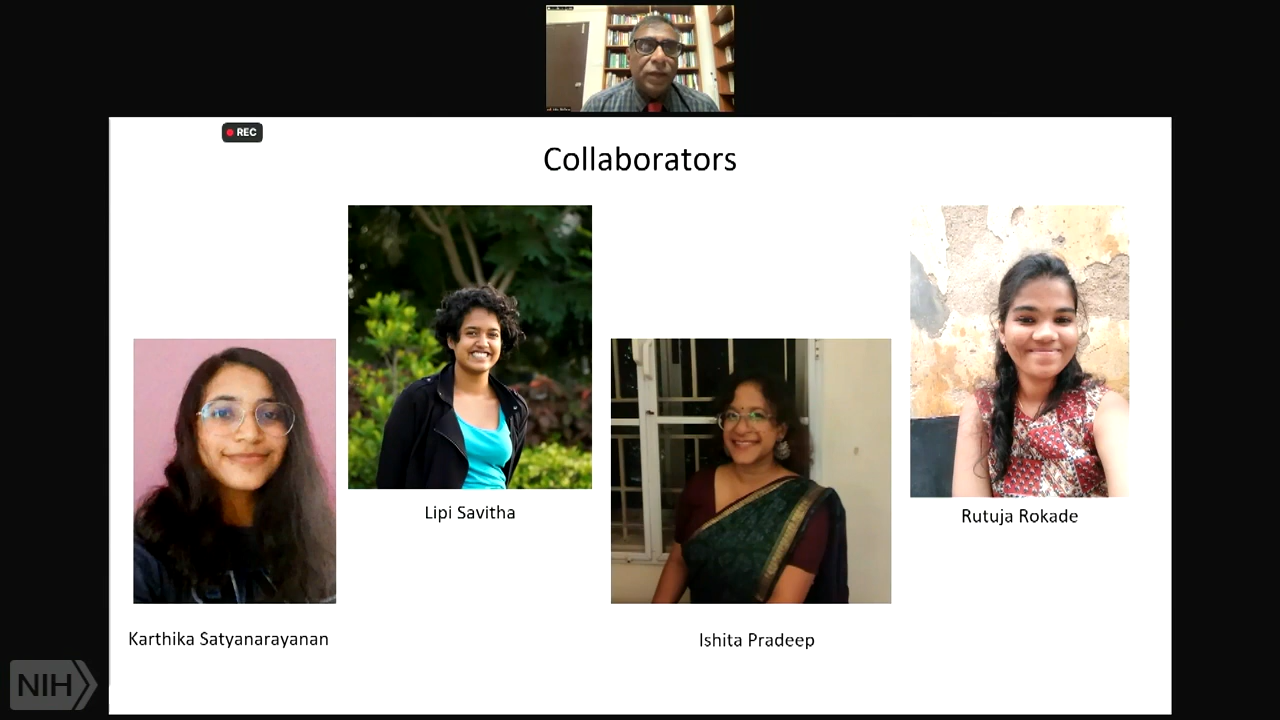 REC
Collaborators
Lipi Savitha
Rutuja Rokade
Karthika Satyanarayanan
Ishita Pradeep
NIH